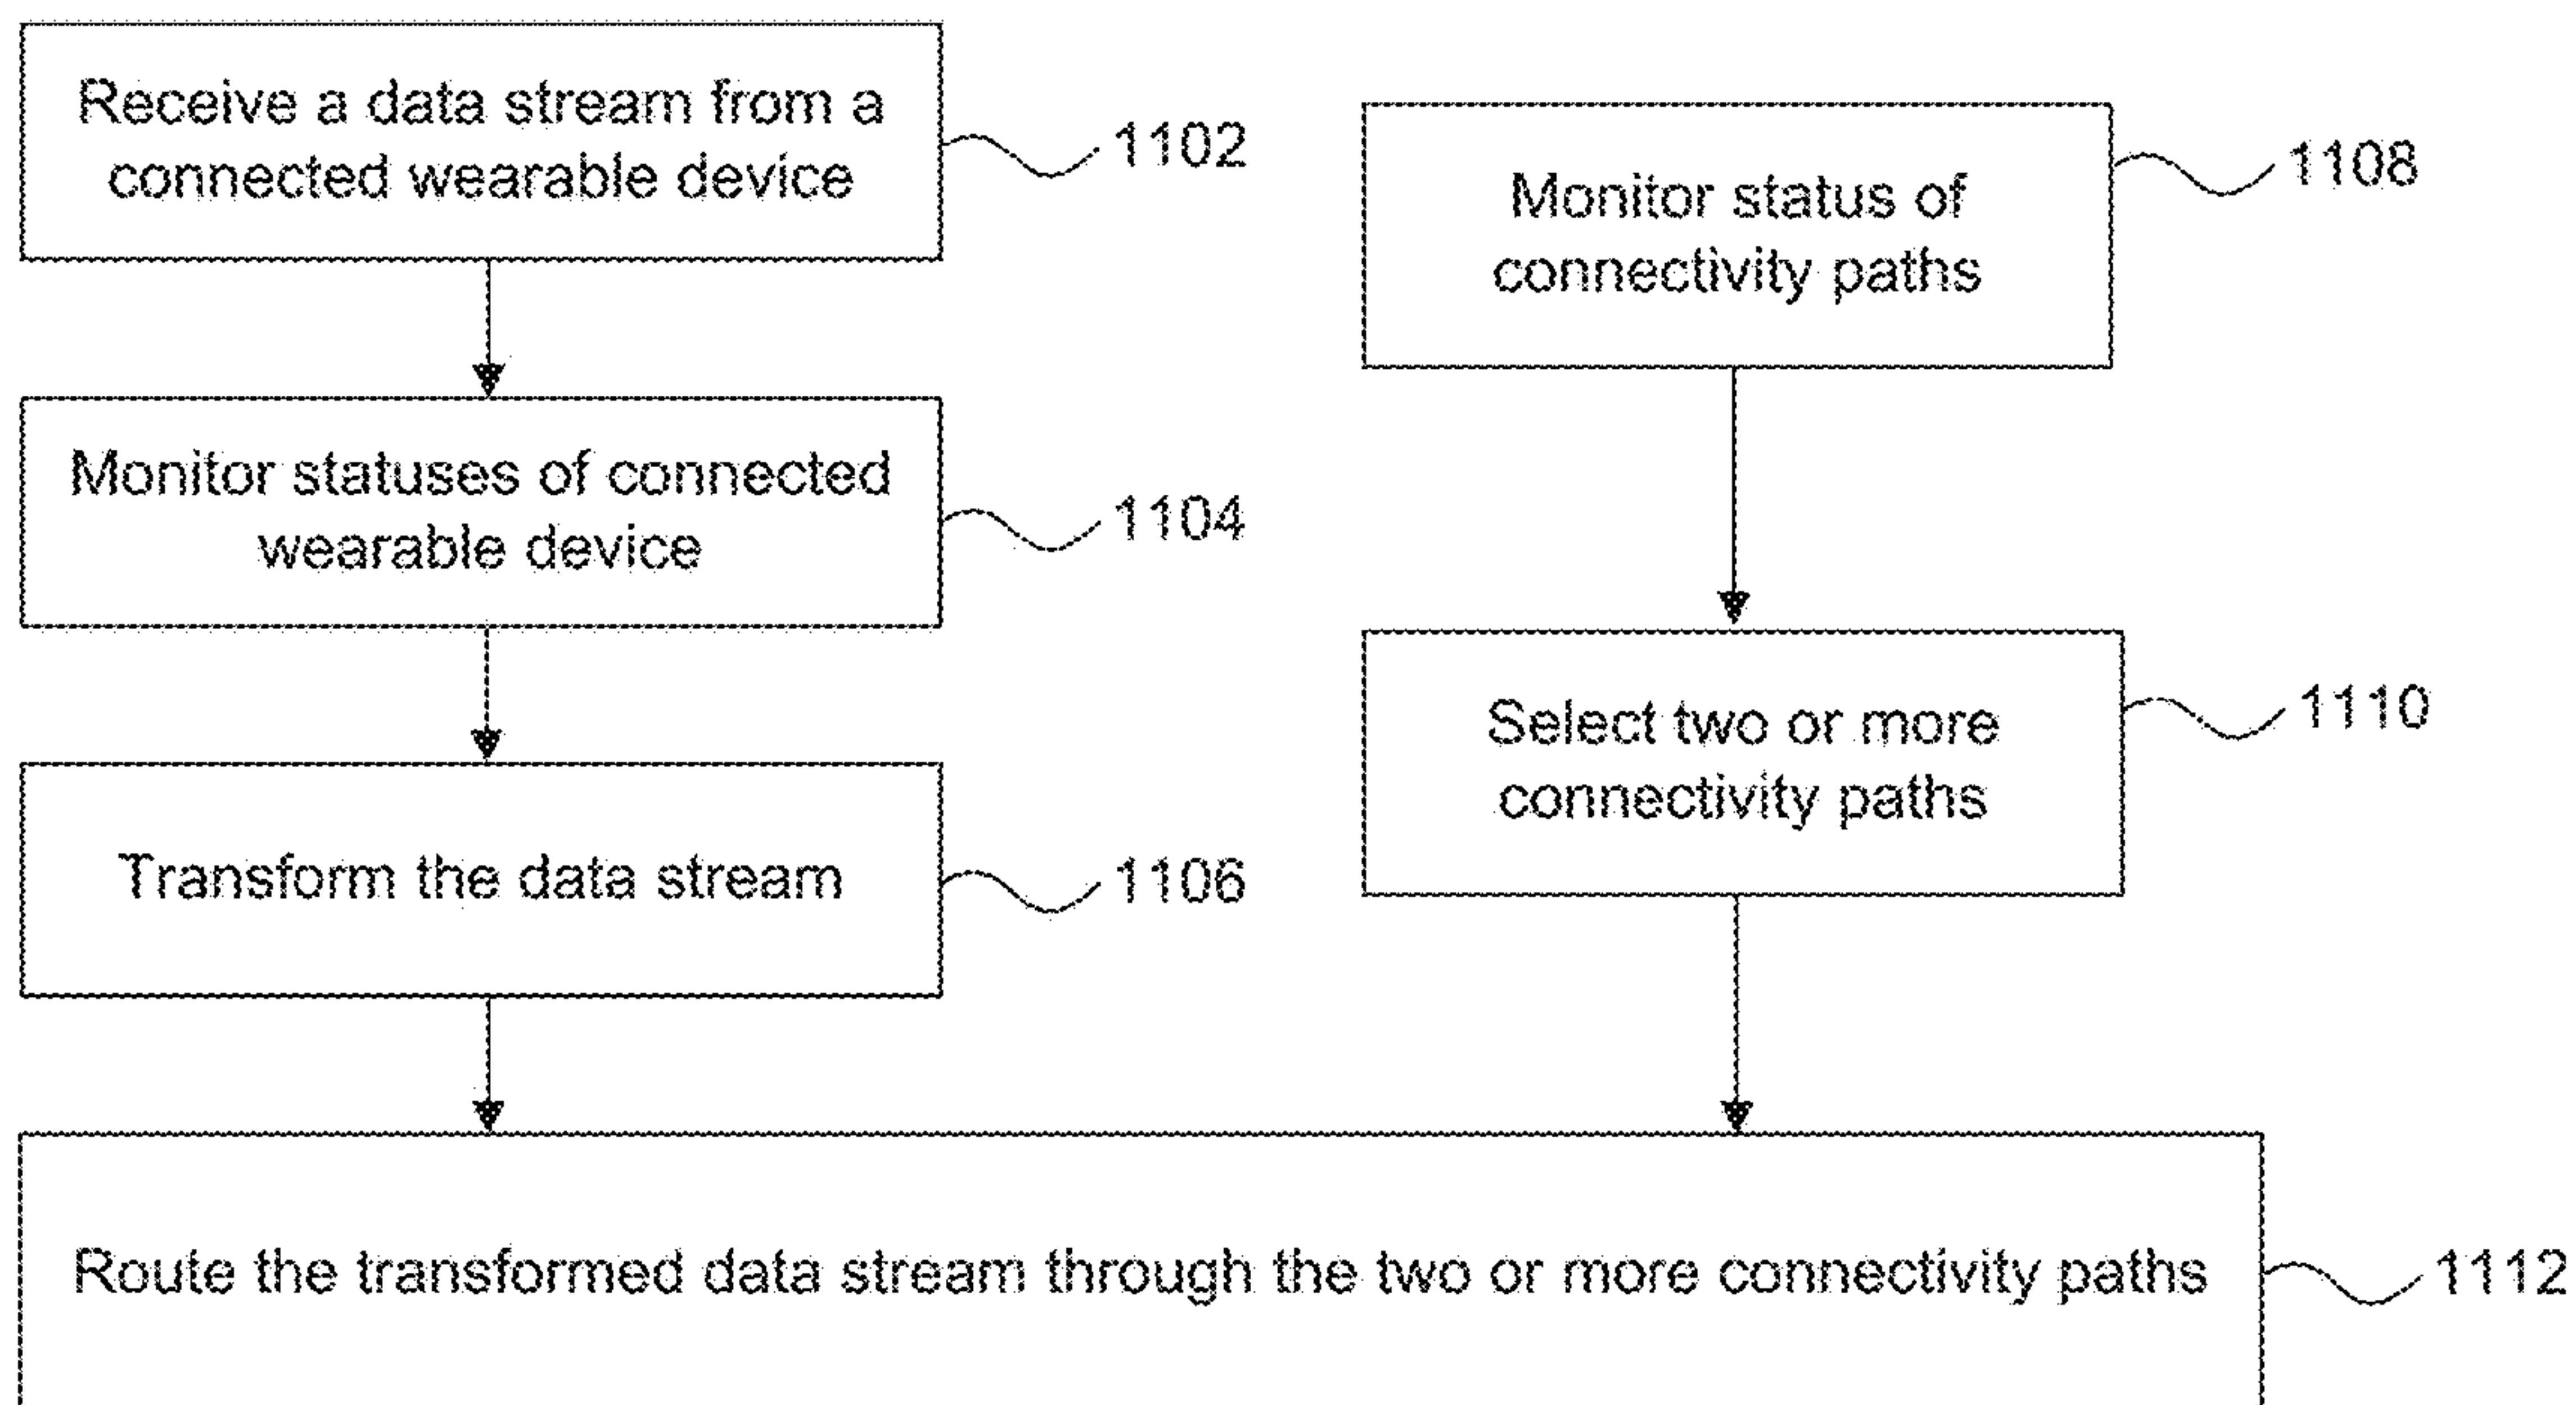 Receive a data stream from a
connected wearable device
1102
Monitor statuses of connected
wearable device
1104
Transform the data stream
1106
Monitor status of
connectivity paths
1108
Select two or more
connectivity paths
1110
Route the transformed data stream through the two or more connectivity paths
1112